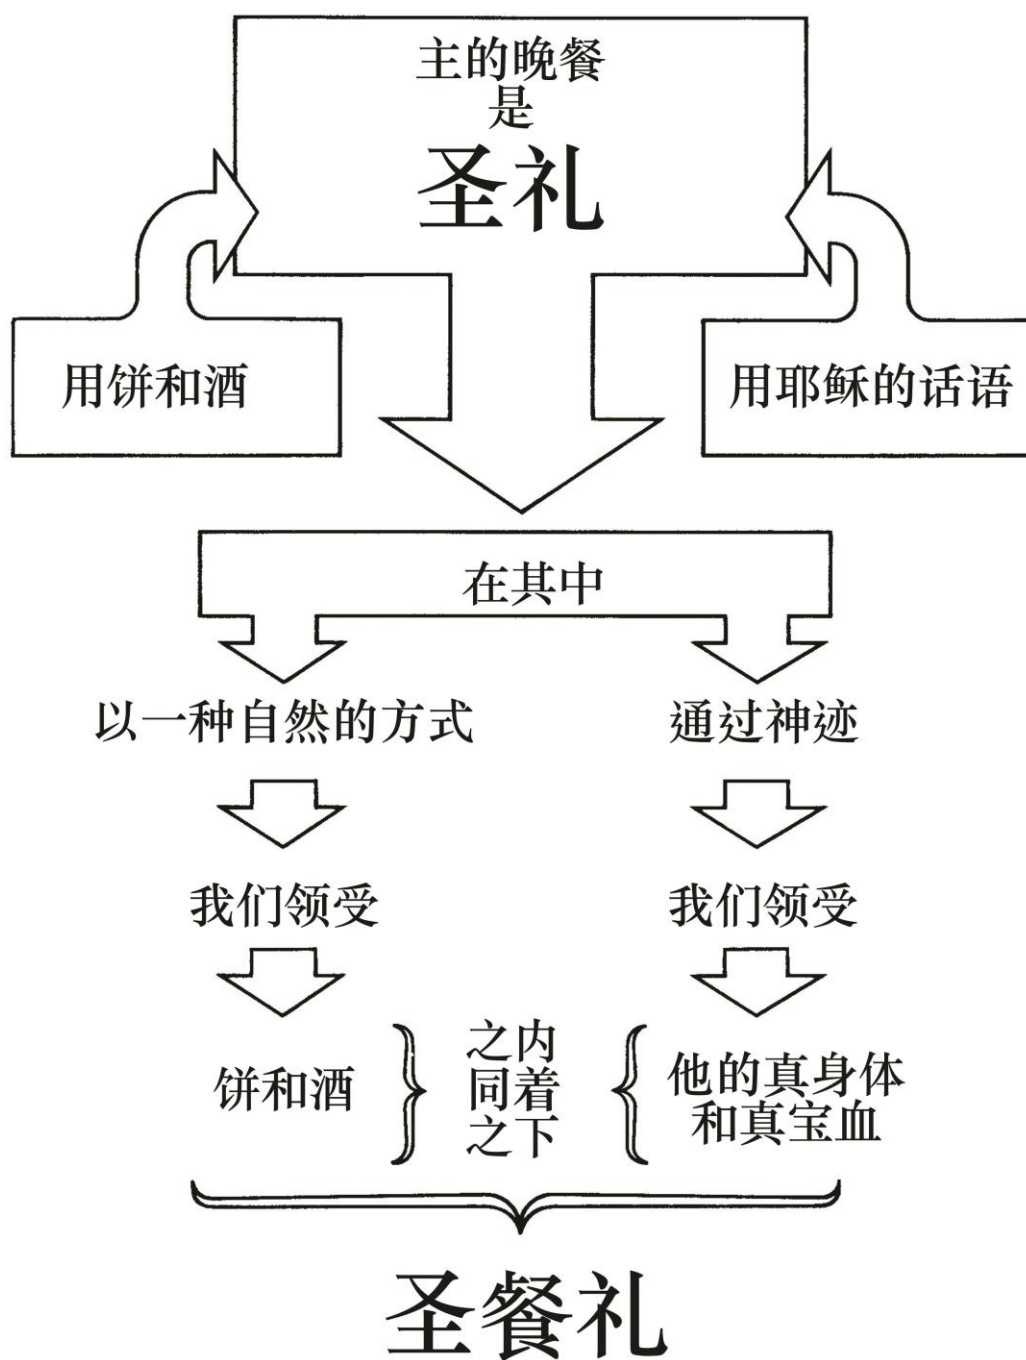 主的晚餐
是
圣礼
用饼和酒
用耶稣的话语
在其中
以一种自然的方式
通过神迹
我们领受
我们领受
饼和酒
之内
同着
之下
他的真身体
和真宝血
圣餐礼